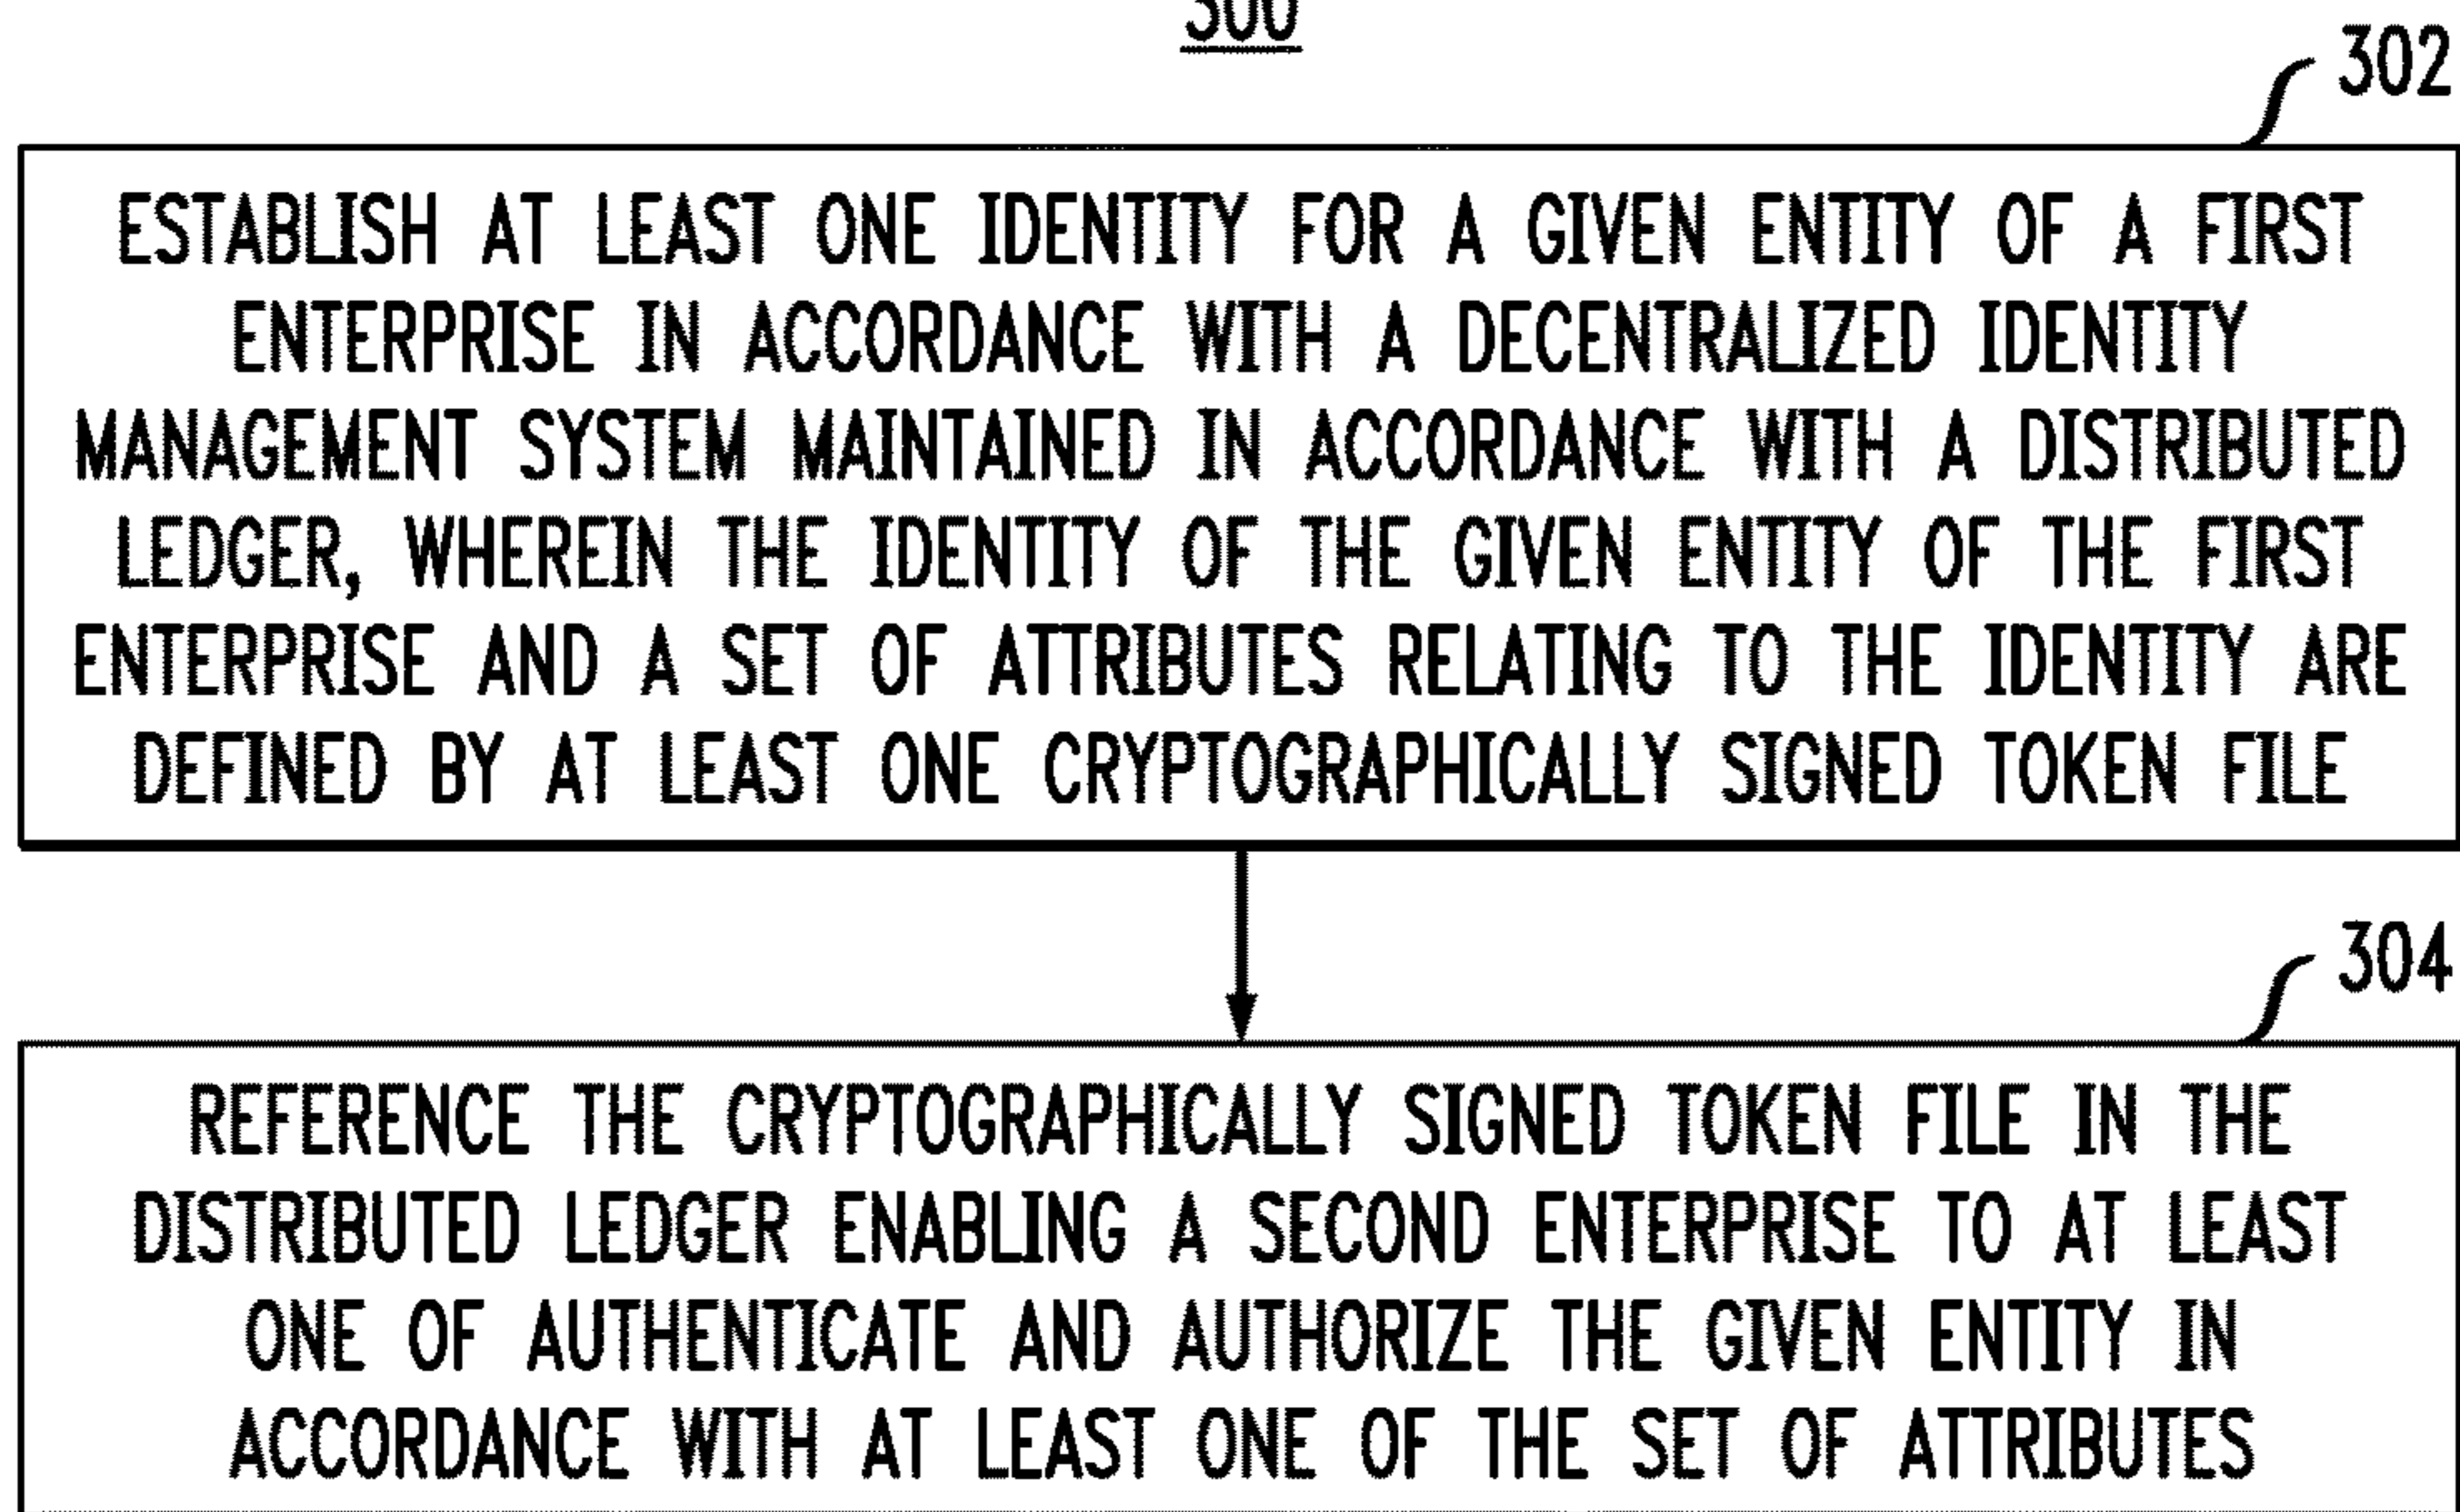 300
302
ESTABLISH AT LEAST ONE IDENTITY FOR A GIVEN ENTITY OF A FIRST
ENTERPRISE IN ACCORDANCE WITH A DECENTRALIZED IDENTITY
MANAGEMENT SYSTEM MAINTAINED IN ACCORDANCE WITH A DISTRIBUTED
LEDGER, WHEREIN THE IDENTITY OF THE GIVEN ENTITY OF THE FIRST
ENTERPRISE AND A SET OF ATTRIBUTES RELATING TO THE IDENTITY ARE
DEFINED BY AT LEAST ONE CRYPTOGRAPHICALLY SIGNED TOKEN FILE
304
REFERENCE THE CRYPTOGRAPHICALLY SIGNED TOKEN FILE IN THE
DISTRIBUTED LEDGER ENABLING A SECOND ENTERPRISE TO AT LEAST
ONE OF AUTHENTICATE AND AUTHORIZE THE GIVEN ENTITY IN
ACCORDANCE WITH AT LEAST ONE OF THE SET OF ATTRIBUTES